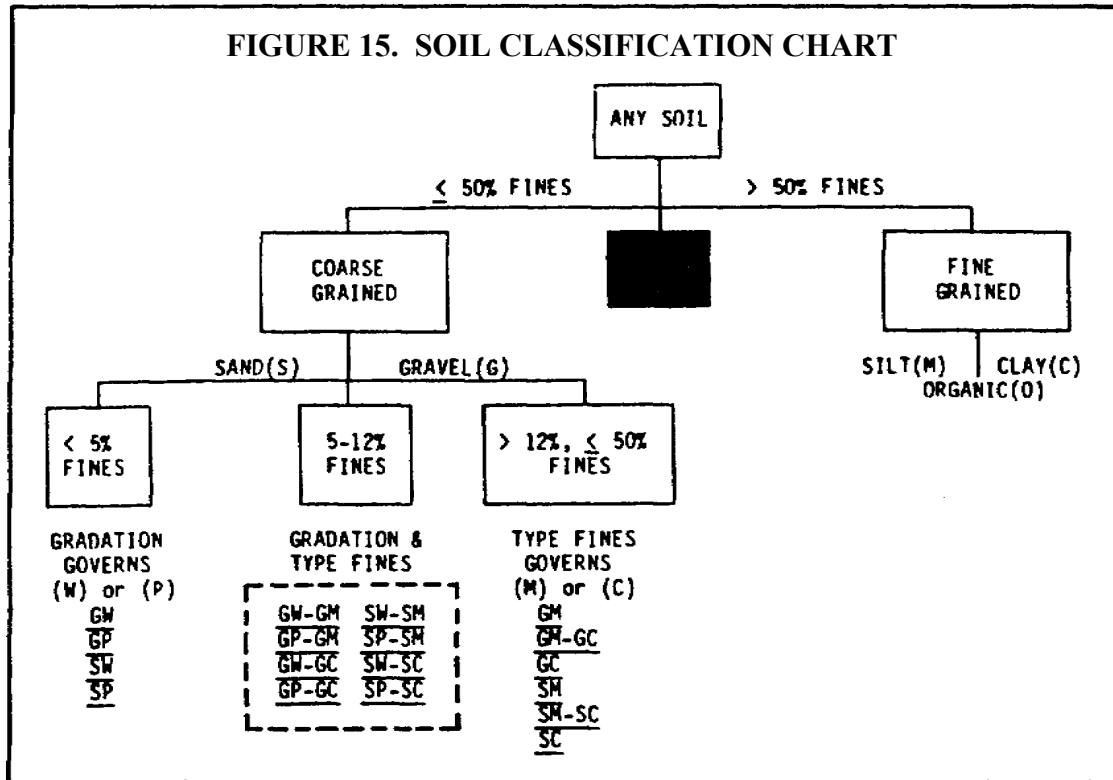 FIGURE 15. SOIL CLASSIFICATION CHART
ANY SOIL
≤ 50% FINES
> 50% FINES
COARSE
GRAINED
FINE
GRAINED
SAND(S)
GRAVEL(G)
SILT(M) CLAY(C)
ORGANIC(O)
< 5%
FINES
5-12%
FINES
> 12%, ≤ 50%
FINES
GRADATION
GOVERNS
(W) or (P)
GW
GP
SW
SP
GRADATION &
TYPE FINES
GW-GM SW-SM
GP-GM SP-SM
GW-GC SW-SC
GP-GC SP-SC
TYPE FINES
GOVERNS
(M) or (C)
GM
GM-GC
GC
SM
SM-SC
SC